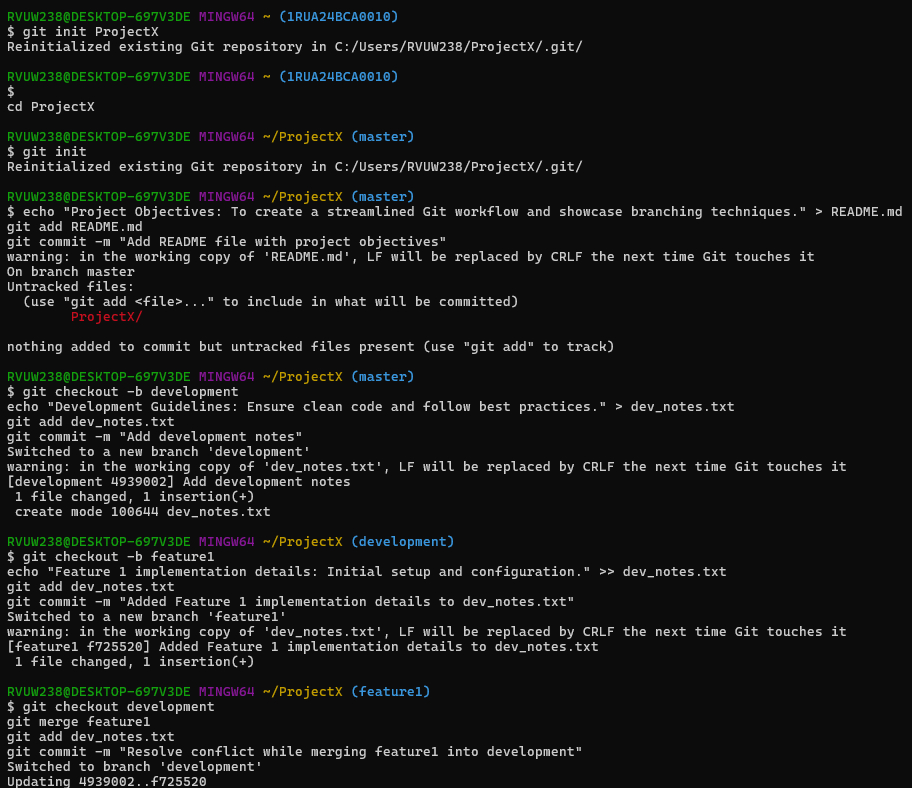 RVUW238@DESKTOP-697V3DE MINGW64 ~ (1RUA24BCA0010)
$ git init ProjectX
Reinitialized existing Git repository in C:/Users/RVUW238/ProjectX/.git/
RVUW238@DESKTOP-697V3DE MINGW64 ~ (1RUA24BCA0010)
$
cd ProjectX
RVUW238@DESKTOP-697V3DE MINGW64 ~/ProjectX (master)
$ git init
Reinitialized existing Git repository in C:/Users/RVUW238/ProjectX/.git/
RVUW238@DESKTOP-697V3DE MINGW64 ~/ProjectX (master)
$ echo "Project Objectives: To create a streamlined Git workflow and showcase branching techniques." > README.md
git add README.md
git commit -m "Add README file with project objectives"
warning: in the working copy of 'README.md', LF will be replaced by CRLF the next time Git touches it
On branch master
Untracked files:
  (use "git add <file>..." to include in what will be committed)
        ProjectX/
nothing added to commit but untracked files present (use "git add" to track)
RVUW238@DESKTOP-697V3DE MINGW64 ~/ProjectX (master)
$ git checkout -b development
echo "Development Guidelines: Ensure clean code and follow best practices." > dev_notes.txt
git add dev_notes.txt
git commit -m "Add development notes"
Switched to a new branch 'development'
warning: in the working copy of 'dev_notes.txt', LF will be replaced by CRLF the next time Git touches it
[development 4939002] Add development notes
 1 file changed, 1 insertion(+)
 create mode 100644 dev_notes.txt
RVUW238@DESKTOP-697V3DE MINGW64 ~/ProjectX (development)
$ git checkout -b feature1
echo "Feature 1 implementation details: Initial setup and configuration." >> dev_notes.txt
git add dev_notes.txt
git commit -m "Added Feature 1 implementation details to dev_notes.txt"
Switched to a new branch 'feature1'
warning: in the working copy of 'dev_notes.txt', LF will be replaced by CRLF the next time Git touches it
[feature1 f725520] Added Feature 1 implementation details to dev_notes.txt
 1 file changed, 1 insertion(+)
RVUW238@DESKTOP-697V3DE MINGW64 ~/ProjectX (feature1)
$ git checkout development
git merge feature1
git add dev_notes.txt
git commit -m "Resolve conflict while merging feature1 into development"
Switched to branch 'development'
Updating 4939002..f725520